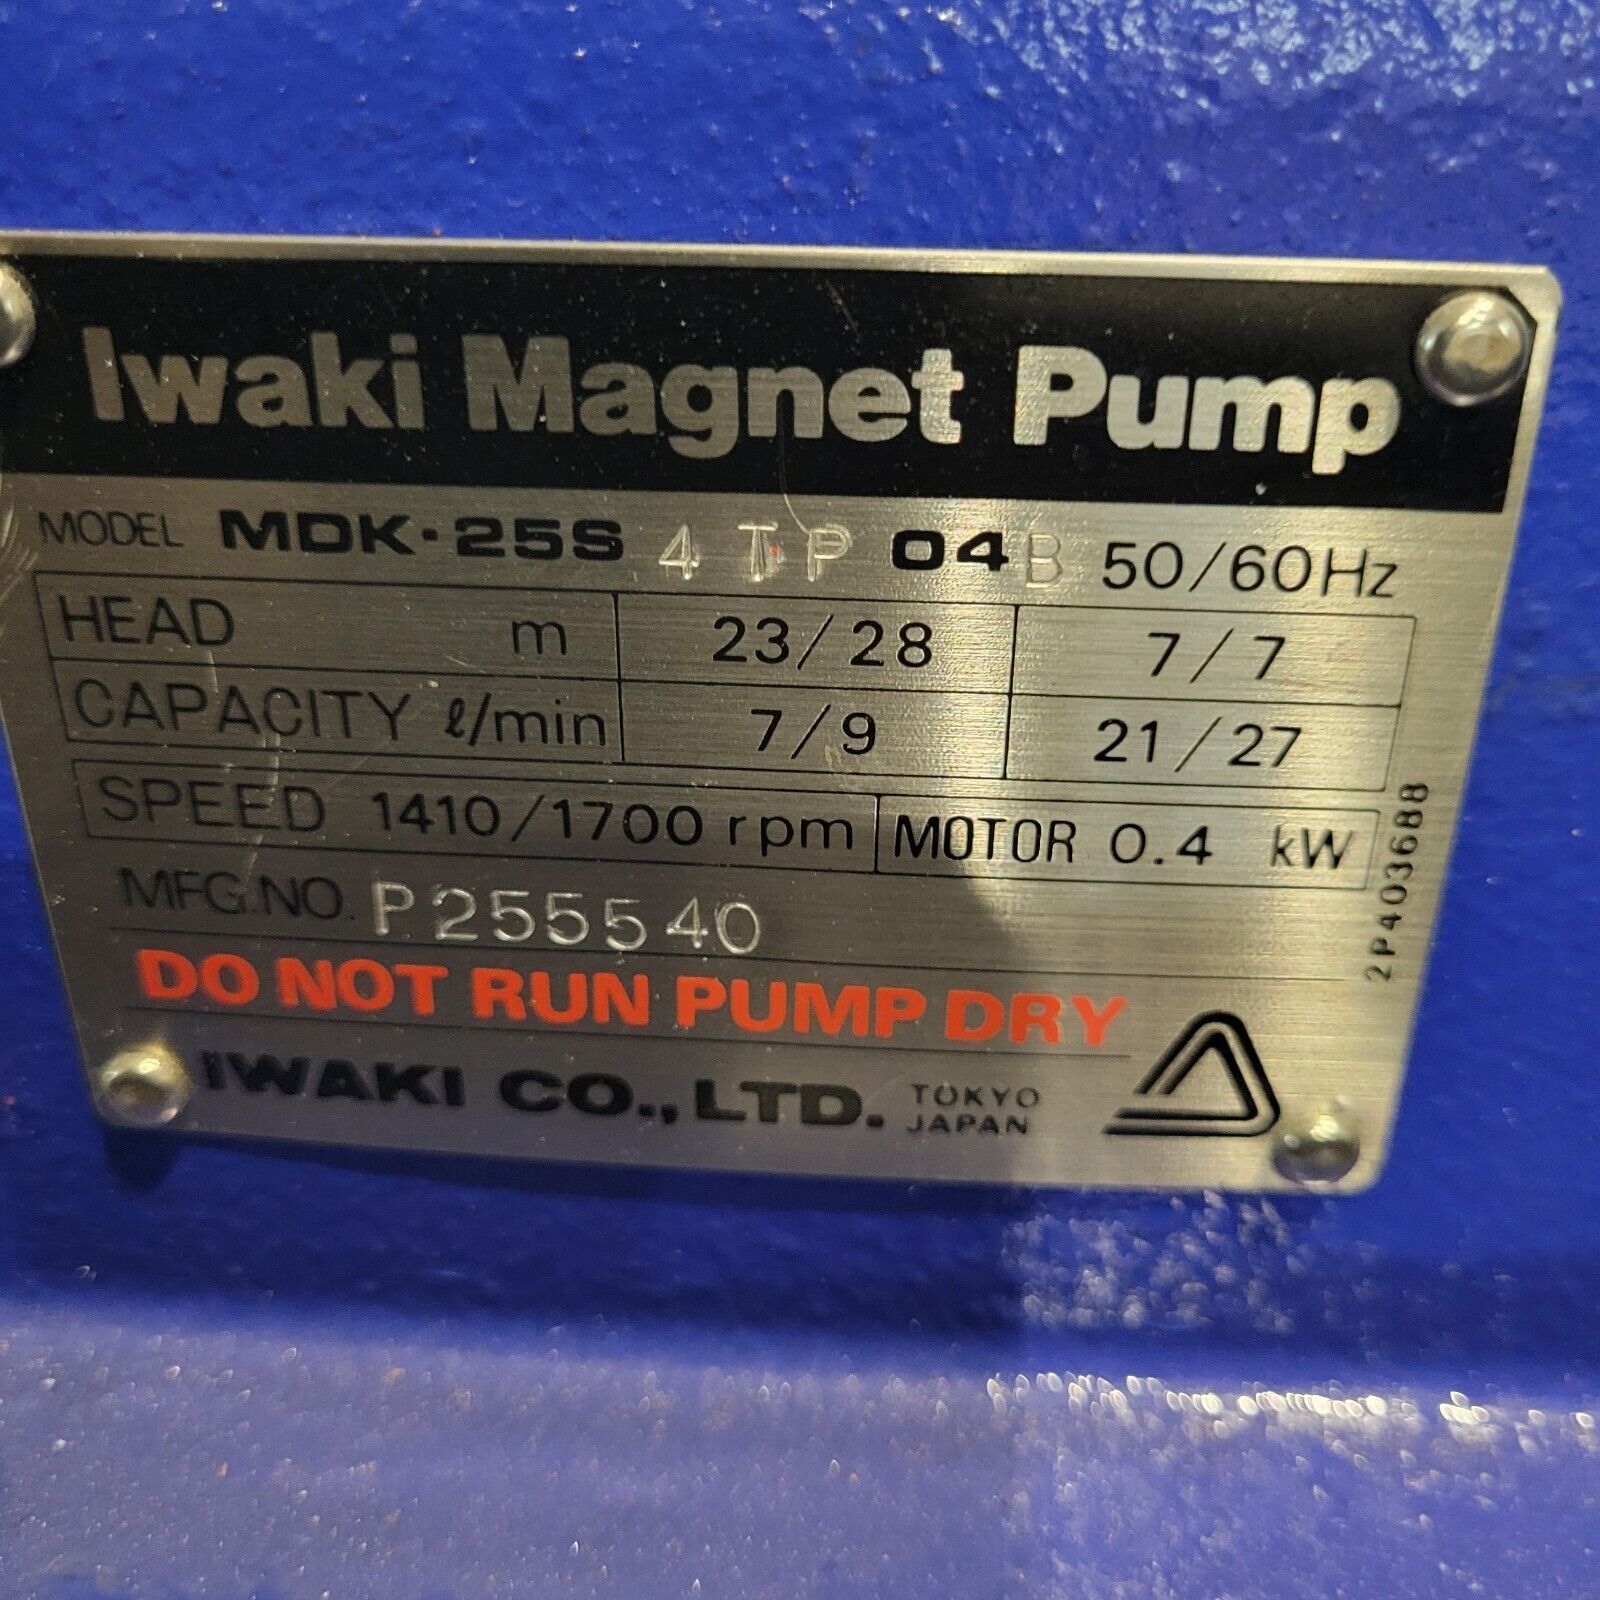 Iwaki Magnet Pump
MODEL MDK·25S 4 T P 04 B 50/60Hz
HEAD m 23/28 7/7
CAPACITY ℓ/min 7/9 21/27
SPEED 1410/1700 rpm MOTOR 0.4 kW
MFG.NO. P255540
2P403688
DO NOT RUN PUMP DRY
IWAKI CO., LTD. TOKYO
JAPAN